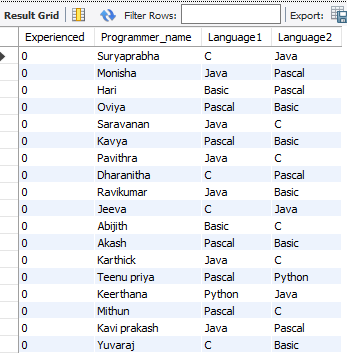 Result Grid Filter Rows: Export:
Experienced Programmer_name Language1 Language2
0 Suryaprabha C Java
0 Monisha Java Pascal
0 Hari Basic Pascal
0 Oviya Pascal Basic
0 Saravanan Java C
0 Kavya Pascal Basic
0 Pavithra Java C
0 Dharanitha C Pascal
0 Ravikumar Java Basic
0 Jeeva C Java
0 Abijith Basic C
0 Akash Pascal Basic
0 Karthick Java C
0 Teenu priya Pascal Python
0 Keerthana Python Java
0 Mithun Pascal C
0 Kavi prakash Java Pascal
0 Yuvaraj C Basic